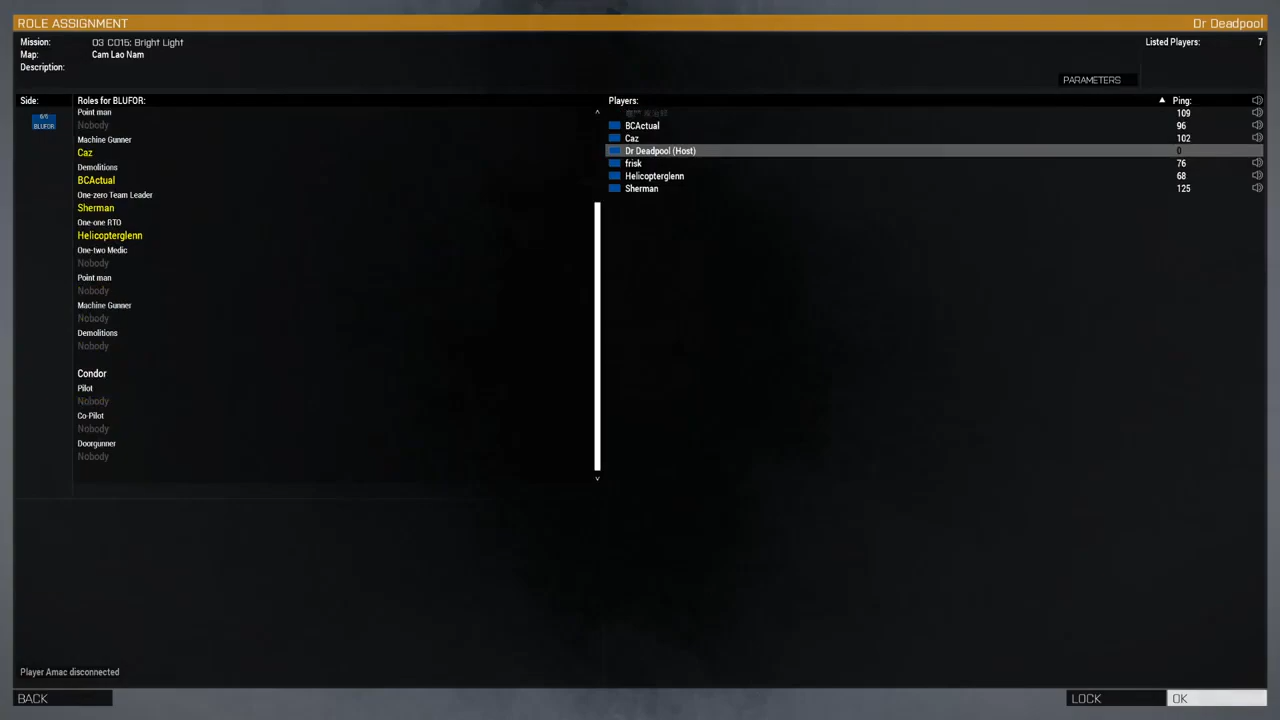 ROLE ASSIGNMENT
Dr Deadpool
Mission: 03 CO15: Bright Light
Listed Players: 7
Map: Cam Lao Nam
Description:
PARAMETERS
Side:
6/6
BLUFOR
Roles for BLUFOR:
Point man
Nobody
Machine Gunner
Caz
Demolitions
BCActual
One-zero Team Leader
Sherman
One-one RTO
Helicopterglenn
One-two Medic
Nobody
Point man
Nobody
Machine Gunner
Nobody
Demolitions
Nobody
Condor
Pilot
Nobody
Co-Pilot
Nobody
Doorgunner
Nobody
Players: Ping:
109
BCActual 96
Caz 102
Dr Deadpool (Host) 0
frisk 76
Helicopterglenn 68
Sherman 125
Player Amac disconnected
BACK
LOCK
OK